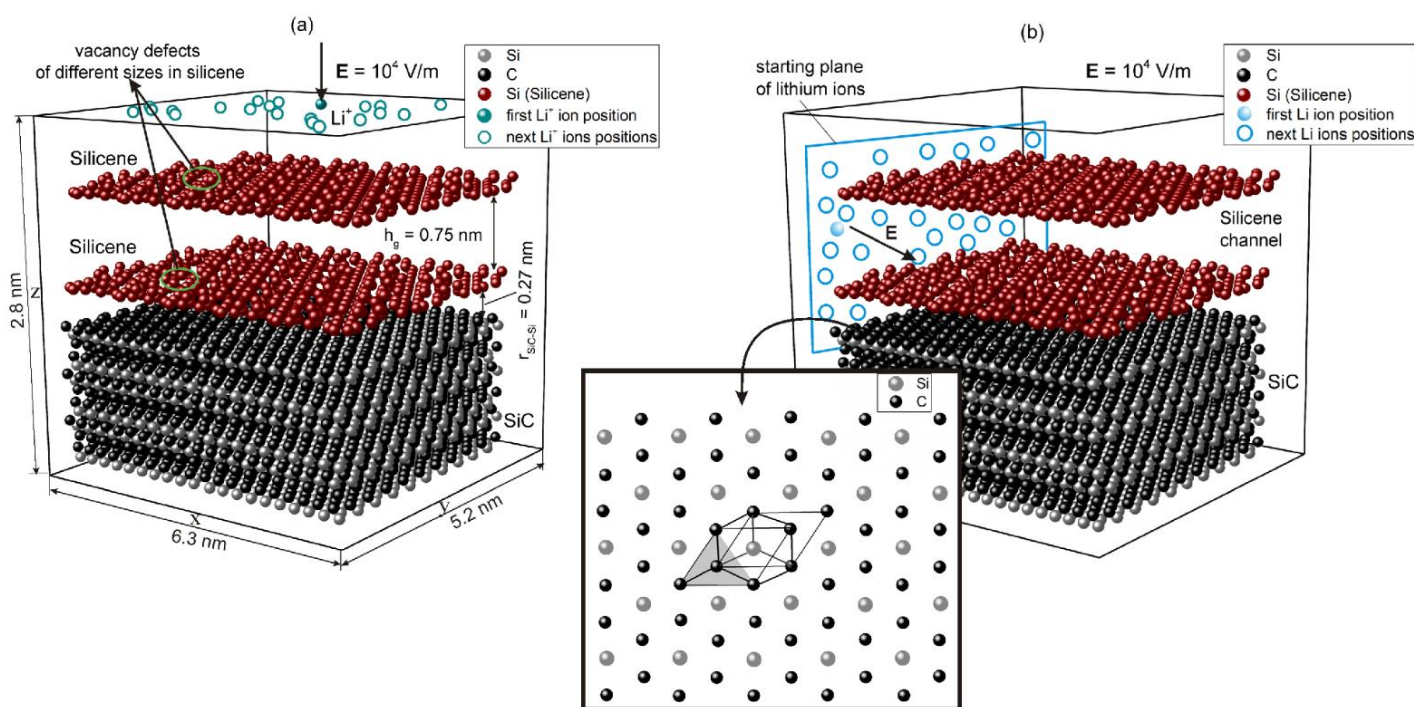 (a)
vacancy defects
of different sizes in silicene
E = 10⁴ V/m
Li⁺
Si
C
Si (Silicene)
first Li⁺ ion position
next Li⁺ ions positions
Silicene
Silicene
h_g = 0.75 nm
r_SiC-Si = 0.27 nm
2.8 nm
z
SiC
x
6.3 nm
y
5.2 nm
(b)
starting plane
of lithium ions
E = 10⁴ V/m
Si
C
Si (Silicene)
first Li ion position
next Li ions positions
E
Silicene
channel
SiC
Si
C